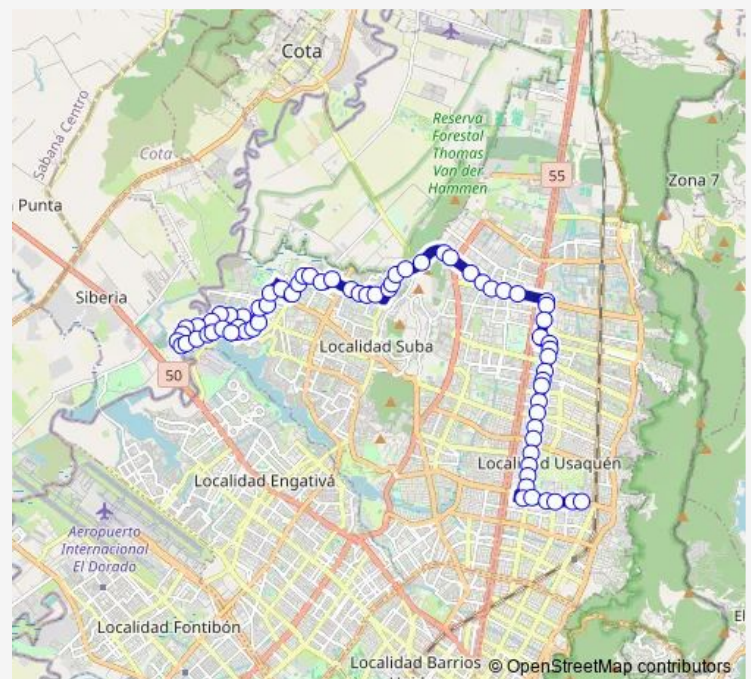 Cota
Reserva
Forestal
Thomas
Van der
Hammen
Sabaná Centro
Cota
55
Zona 7
Punta
Siberia
Localidad Suba
50
Localidad Usaquén
Localidad Engativá
Aeropuerto
Internacional
El Dorado
El
Localidad Fontibón
Localidad Barrios
© OpenStreetMap contributors